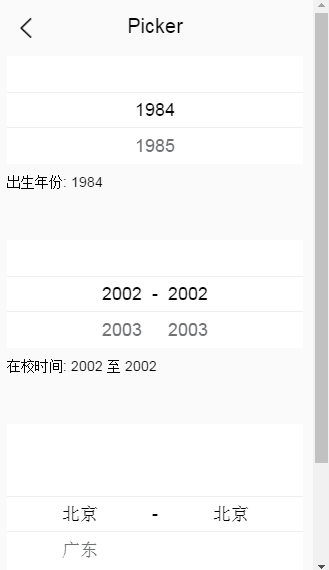 Picker
1984
1985
出生年份: 1984
2002 - 2002
2003 2003
在校时间: 2002 至 2002
北京 - 北京
广东